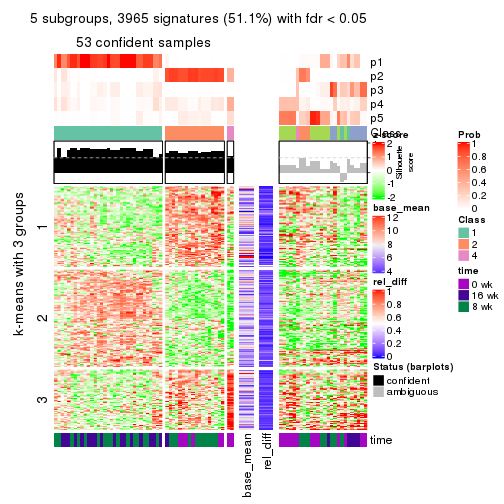 5 subgroups, 3965 signatures (51.1%) with fdr < 0.05
53 confident samples
p1
p2
p3
p4
p5
Class
Silhouette
score
k-means with 3 groups
1
2
3
base_mean
rel_diff
time
z-score
2
1
0
-1
-2
base_mean
12
10
8
6
4
rel_diff
1
0.8
0.6
0.4
0.2
0
Status (barplots)
confident
ambiguous
Prob
1
0.8
0.6
0.4
0.2
0
Class
1
2
4
time
0 wk
16 wk
8 wk